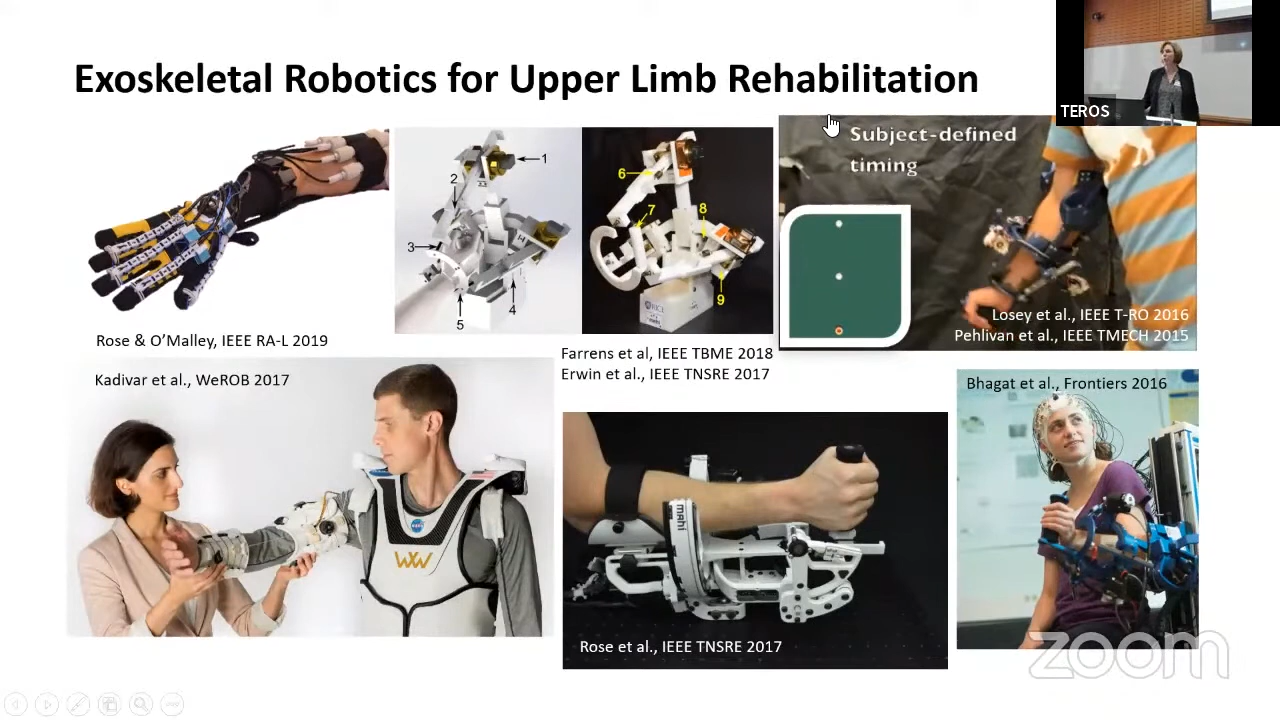 Exoskeletal Robotics for Upper Limb Rehabilitation
TEROS
1
2
3
4
5
6
7
8
9
Subject-defined
timing
Losey et al., IEEE T-RO 2016
Pehlivan et al., IEEE TMECH 2015
Rose & O’Malley, IEEE RA-L 2019
Farrens et al, IEEE TBME 2018
Erwin et al., IEEE TNSRE 2017
Kadivar et al., WeROB 2017
NASA
Bhagat et al., Frontiers 2016
mahi
Rose et al., IEEE TNSRE 2017
zoom